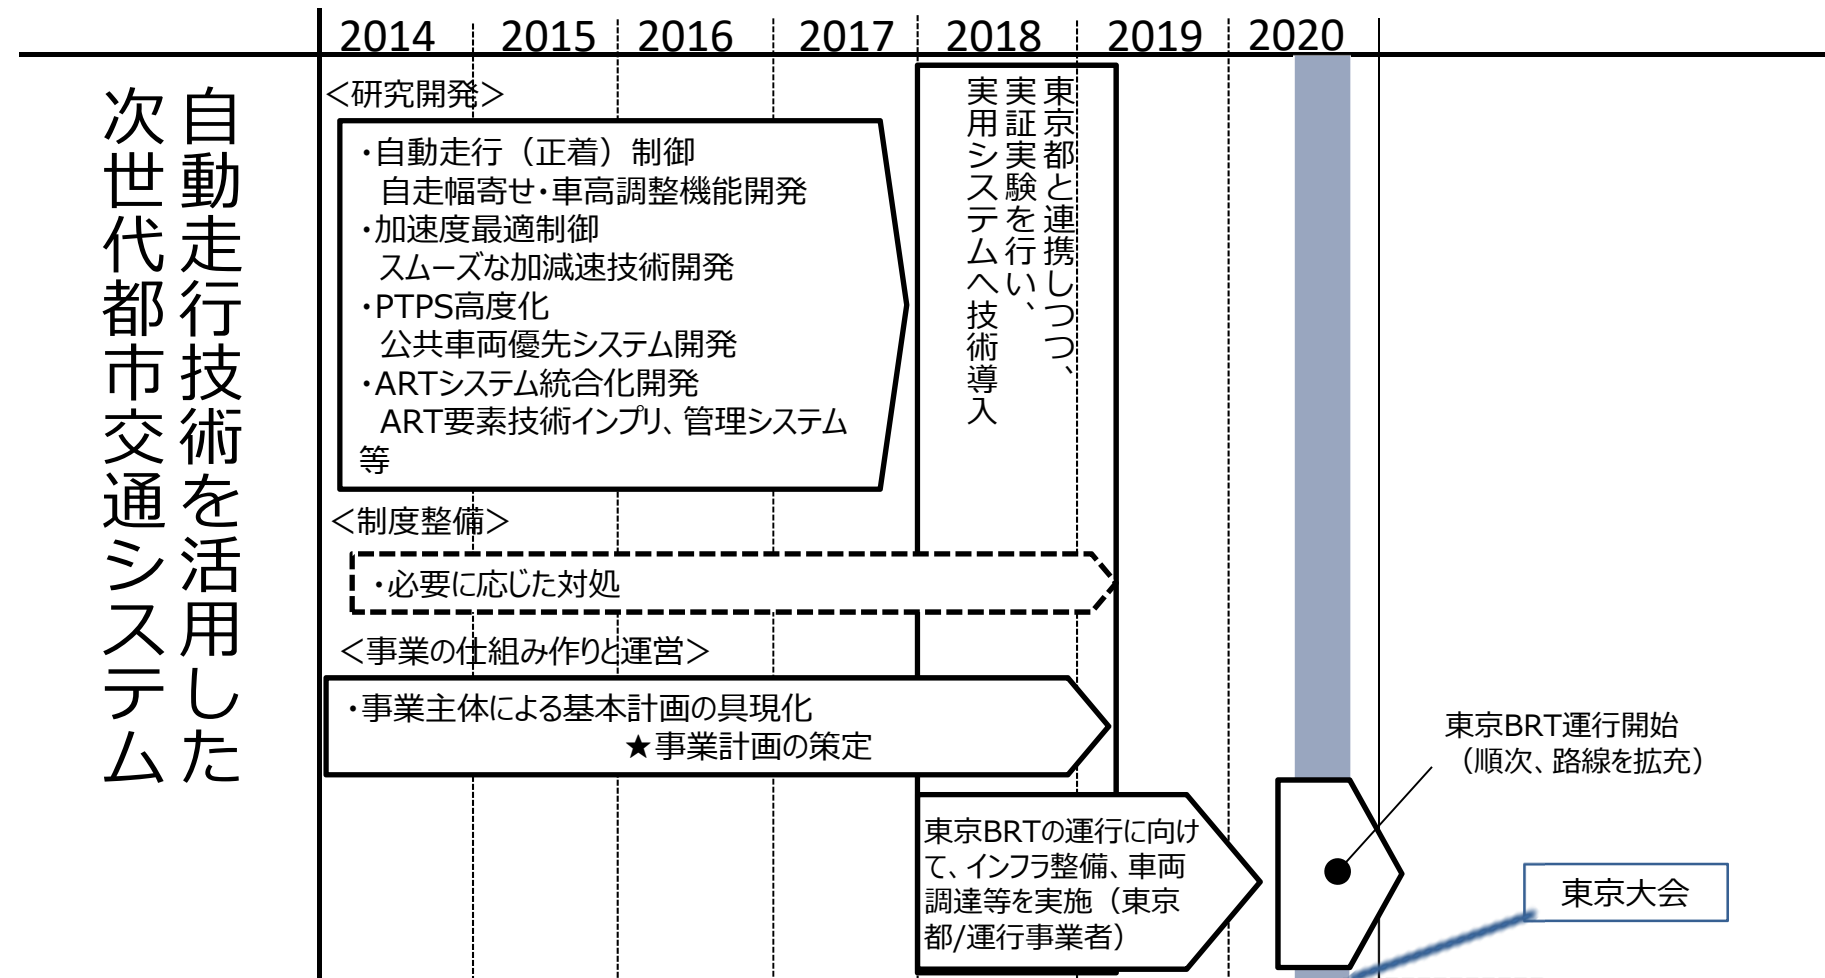 2014 2015 2016 2017 2018 2019 2020
自動走行技術を活用した
次世代都市交通システム
＜研究開発＞
・自動走行（正着）制御
自走幅寄せ・車高調整機能開発
・加速度最適制御
スムーズな加減速技術開発
・PTPS高度化
公共車両優先システム開発
・ARTシステム統合化開発
ART要素技術インプリ、管理システム
等
東京都と連携しつつ、
実証実験を行い、
実用システムへ技術導入
＜制度整備＞
・必要に応じた対処
＜事業の仕組み作りと運営＞
・事業主体による基本計画の具現化
★事業計画の策定
東京BRTの運行に向け
て、インフラ整備、車両
調達等を実施（東京
都/運行事業者）
東京BRT運行開始
（順次、路線を拡充）
東京大会